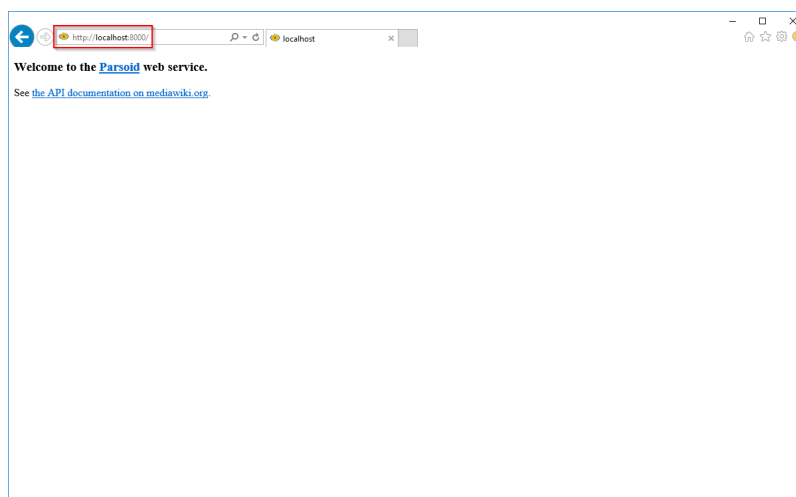 http://localhost:8000/
localhost
Welcome to the Parsoid web service.
See the API documentation on mediawiki.org.